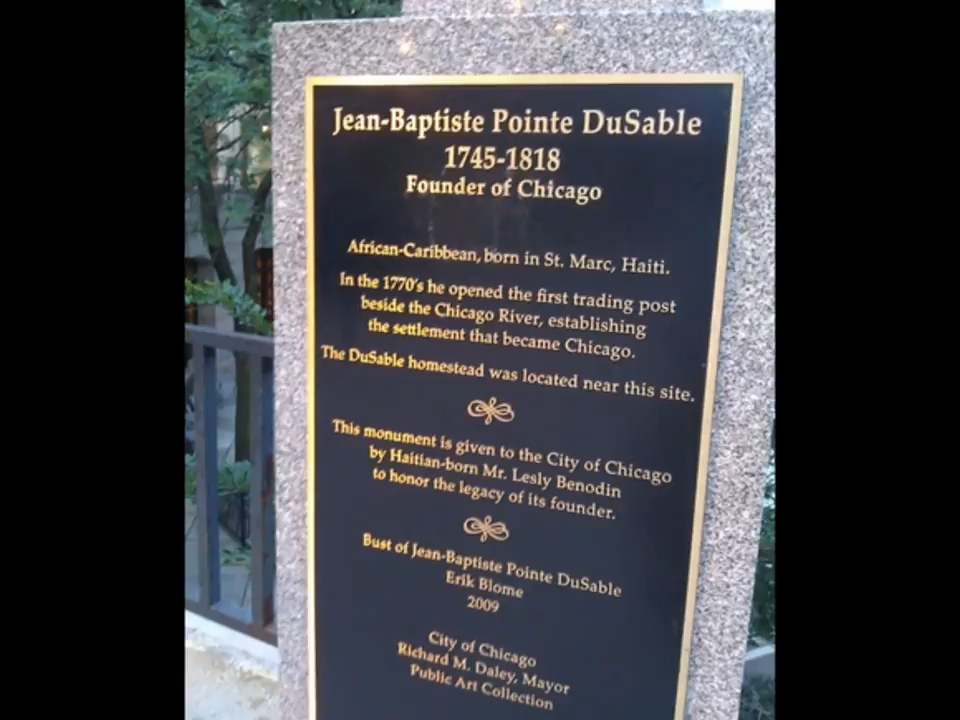 Jean-Baptiste Pointe DuSable
1745-1818
Founder of Chicago
African-Caribbean, born in St. Marc, Haiti.
In the 1770's he opened the first trading post
beside the Chicago River, establishing
the settlement that became Chicago.
The DuSable homestead was located near this site.
This monument is given to the City of Chicago
by Haitian-born Mr. Lesly Benodin
to honor the legacy of its founder.
Bust of Jean-Baptiste Pointe DuSable
Erik Blome
2009
City of Chicago
Richard M. Daley, Mayor
Public Art Collection